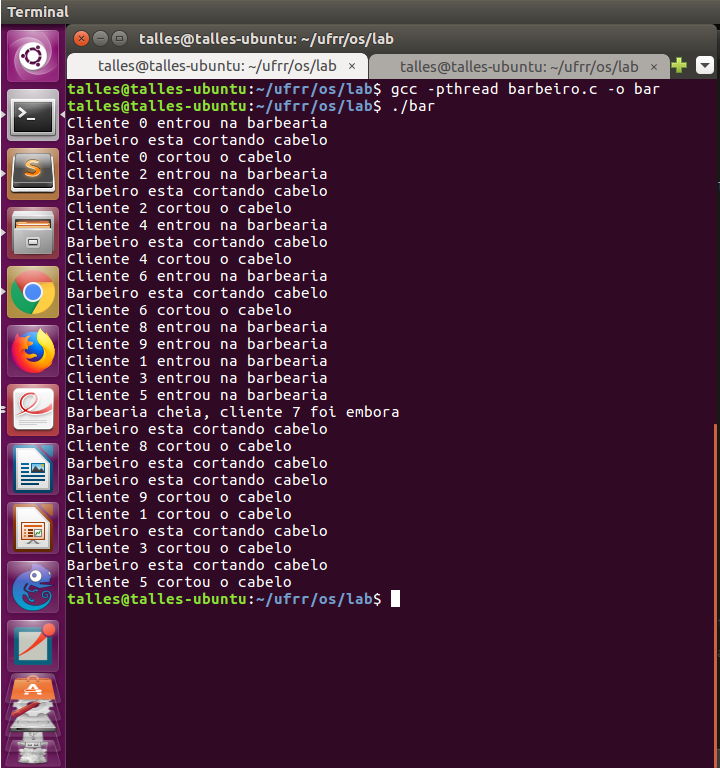 Terminal
talles@talles-ubuntu: ~/ufrr/os/lab
talles@talles-ubuntu: ~/ufrr/os/lab × talles@talles-ubuntu: ~/ufrr/os/lab ×
talles@talles-ubuntu:~/ufrr/os/lab$ gcc -pthread barbeiro.c -o bar
talles@talles-ubuntu:~/ufrr/os/lab$ ./bar
Cliente 0 entrou na barbearia
Barbeiro esta cortando cabelo
Cliente 0 cortou o cabelo
Cliente 2 entrou na barbearia
Barbeiro esta cortando cabelo
Cliente 2 cortou o cabelo
Cliente 4 entrou na barbearia
Barbeiro esta cortando cabelo
Cliente 4 cortou o cabelo
Cliente 6 entrou na barbearia
Barbeiro esta cortando cabelo
Cliente 6 cortou o cabelo
Cliente 8 entrou na barbearia
Cliente 9 entrou na barbearia
Cliente 1 entrou na barbearia
Cliente 3 entrou na barbearia
Cliente 5 entrou na barbearia
Barbearia cheia, cliente 7 foi embora
Barbeiro esta cortando cabelo
Cliente 8 cortou o cabelo
Barbeiro esta cortando cabelo
Barbeiro esta cortando cabelo
Cliente 9 cortou o cabelo
Cliente 1 cortou o cabelo
Barbeiro esta cortando cabelo
Cliente 3 cortou o cabelo
Barbeiro esta cortando cabelo
Cliente 5 cortou o cabelo
talles@talles-ubuntu:~/ufrr/os/lab$